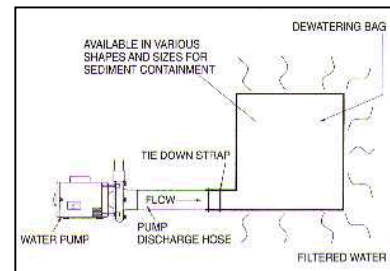 DEWATERING BAG
AVAILABLE IN VARIOUS
SHAPES AND SIZES FOR
SEDIMENT CONTAINMENT
TIE DOWN STRAP
FLOW
WATER PUMP
PUMP
DISCHARGE HOSE
FILTERED WATER